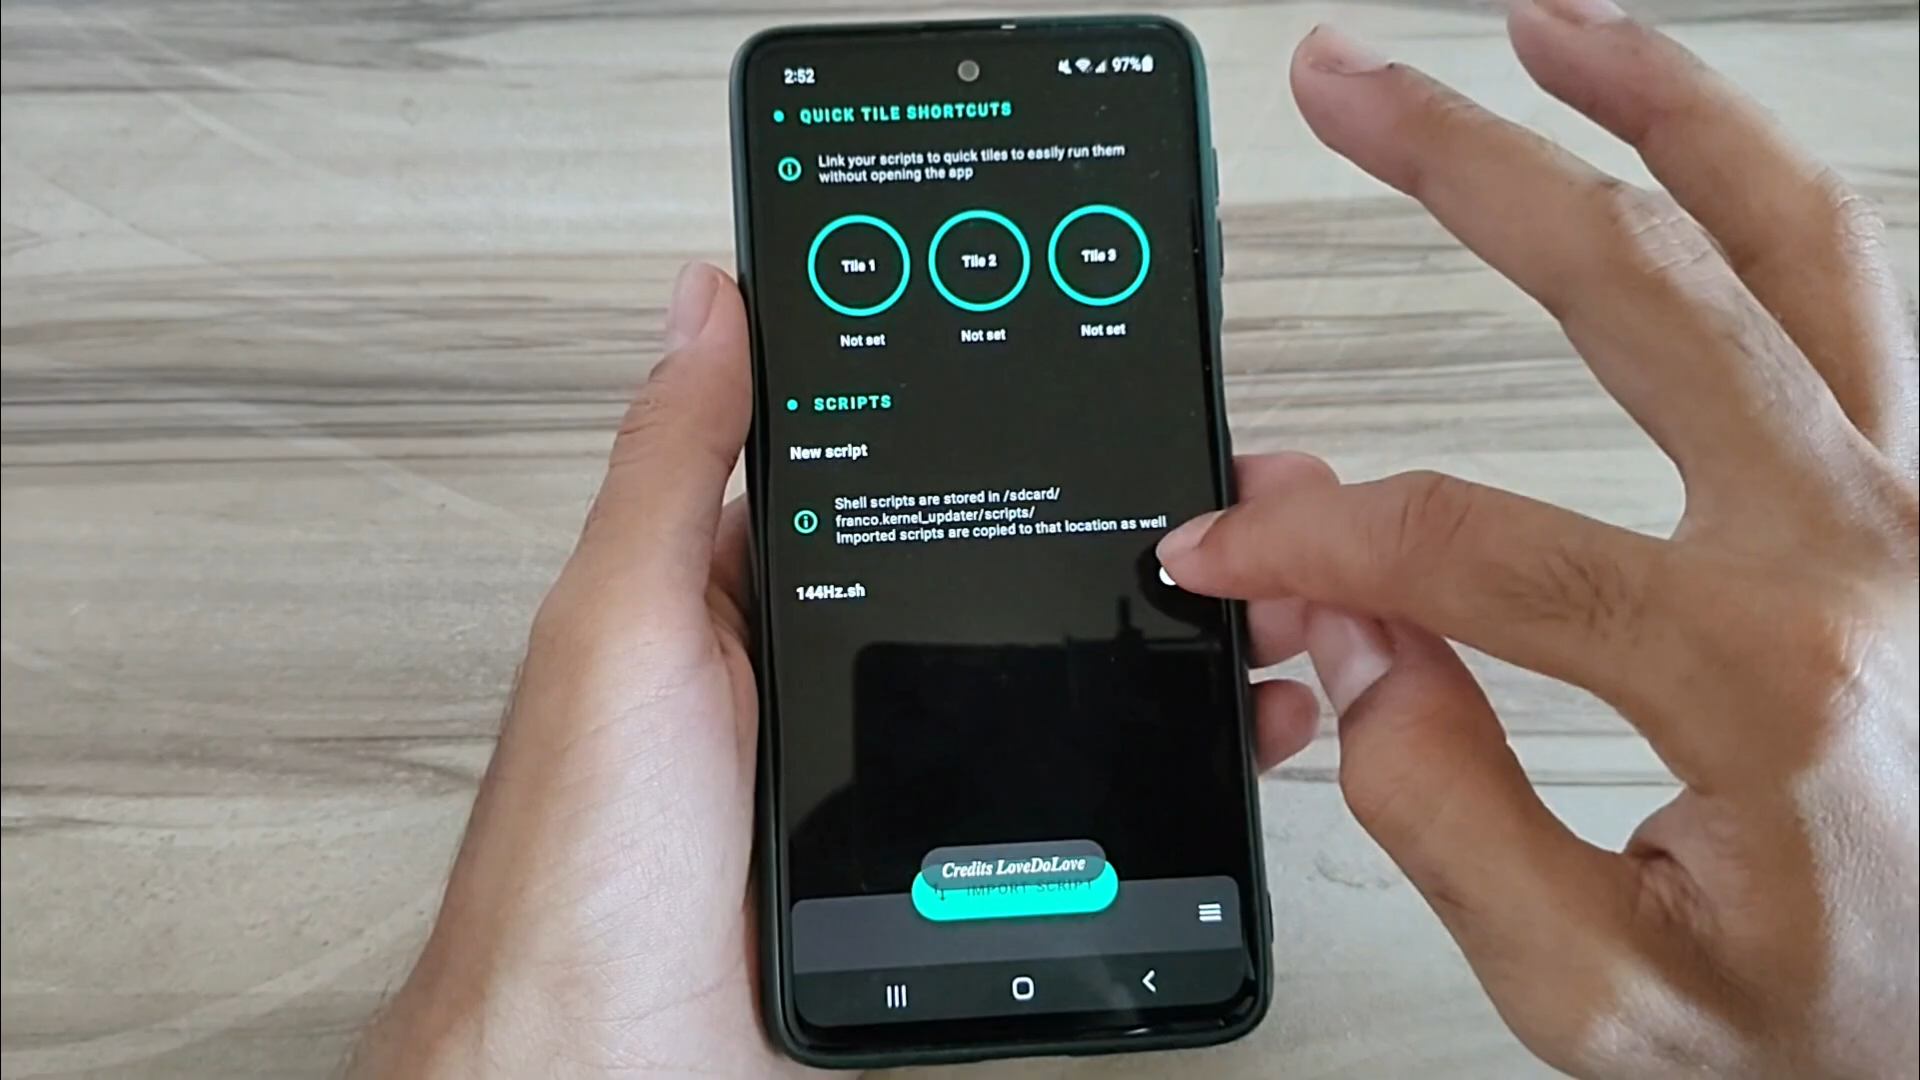 2:52
97%
QUICK TILE SHORTCUTS
Link your scripts to quick tiles to easily run them
without opening the app
Tile 1
Tile 2
Tile 3
Not set
Not set
Not set
SCRIPTS
New script
Shell scripts are stored in /sdcard/
franco.kernel_updater/scripts/
Imported scripts are copied to that location as well
144Hz.sh
Credits LoveDoLove
IMPORT SCRIPT